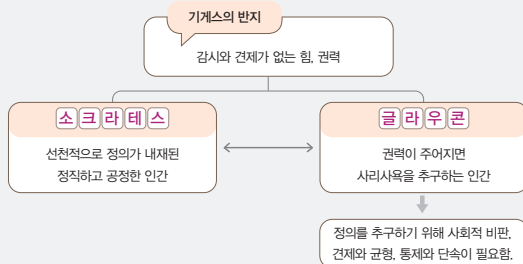 기게스의 반지
감시와 견제가 없는 힘, 권력
소크라테스
선천적으로 정의가 내재된
정직하고 공정한 인간
글라우콘
권력이 주어지면
사리사욕을 추구하는 인간
정의를 추구하기 위해 사회적 비판,
견제와 균형, 통제와 단속이 필요함.